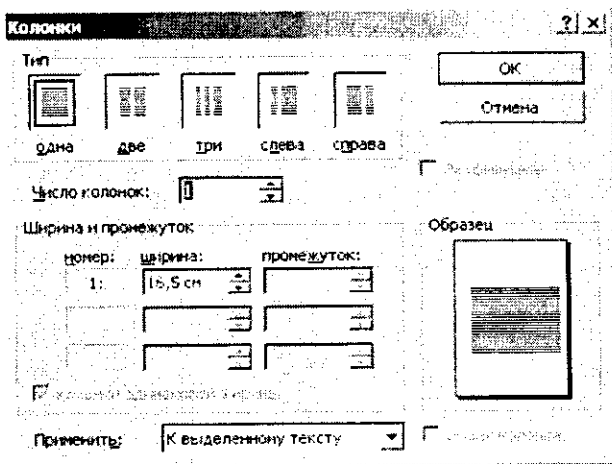 Колонки
Тип
одна две три слева справа
ОК
Отмена
Число колонок: 1
Ширина и промежуток
номер: ширина: промежуток:
1: 16,5 см
Образец
Применить: К выделенному тексту